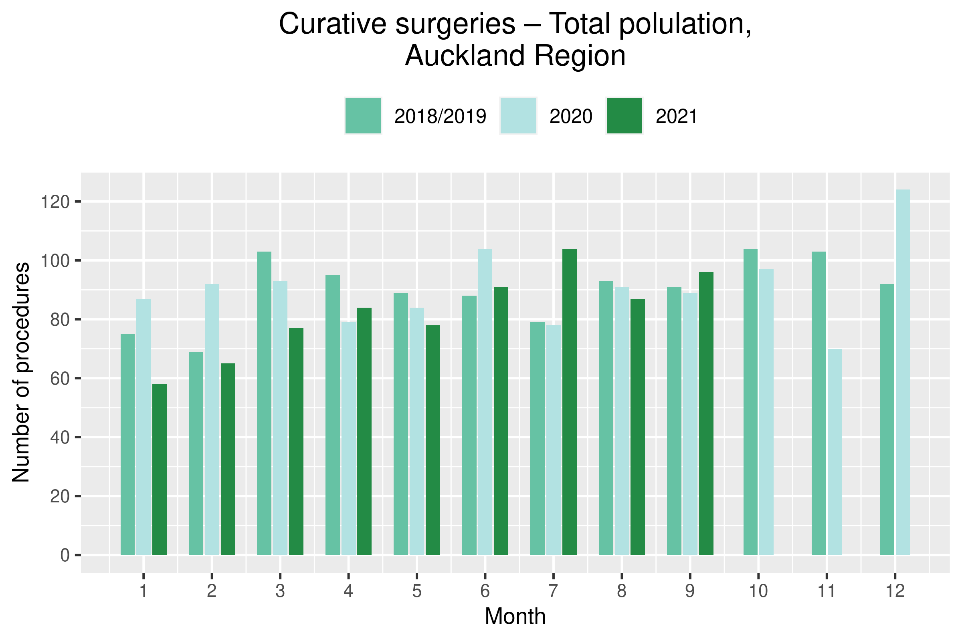 Curative surgeries – Total polulation,
Auckland Region
2018/2019 2020 2021
Number of procedures
120
100
80
60
40
20
0
1 2 3 4 5 6 7 8 9 10 11 12
Month